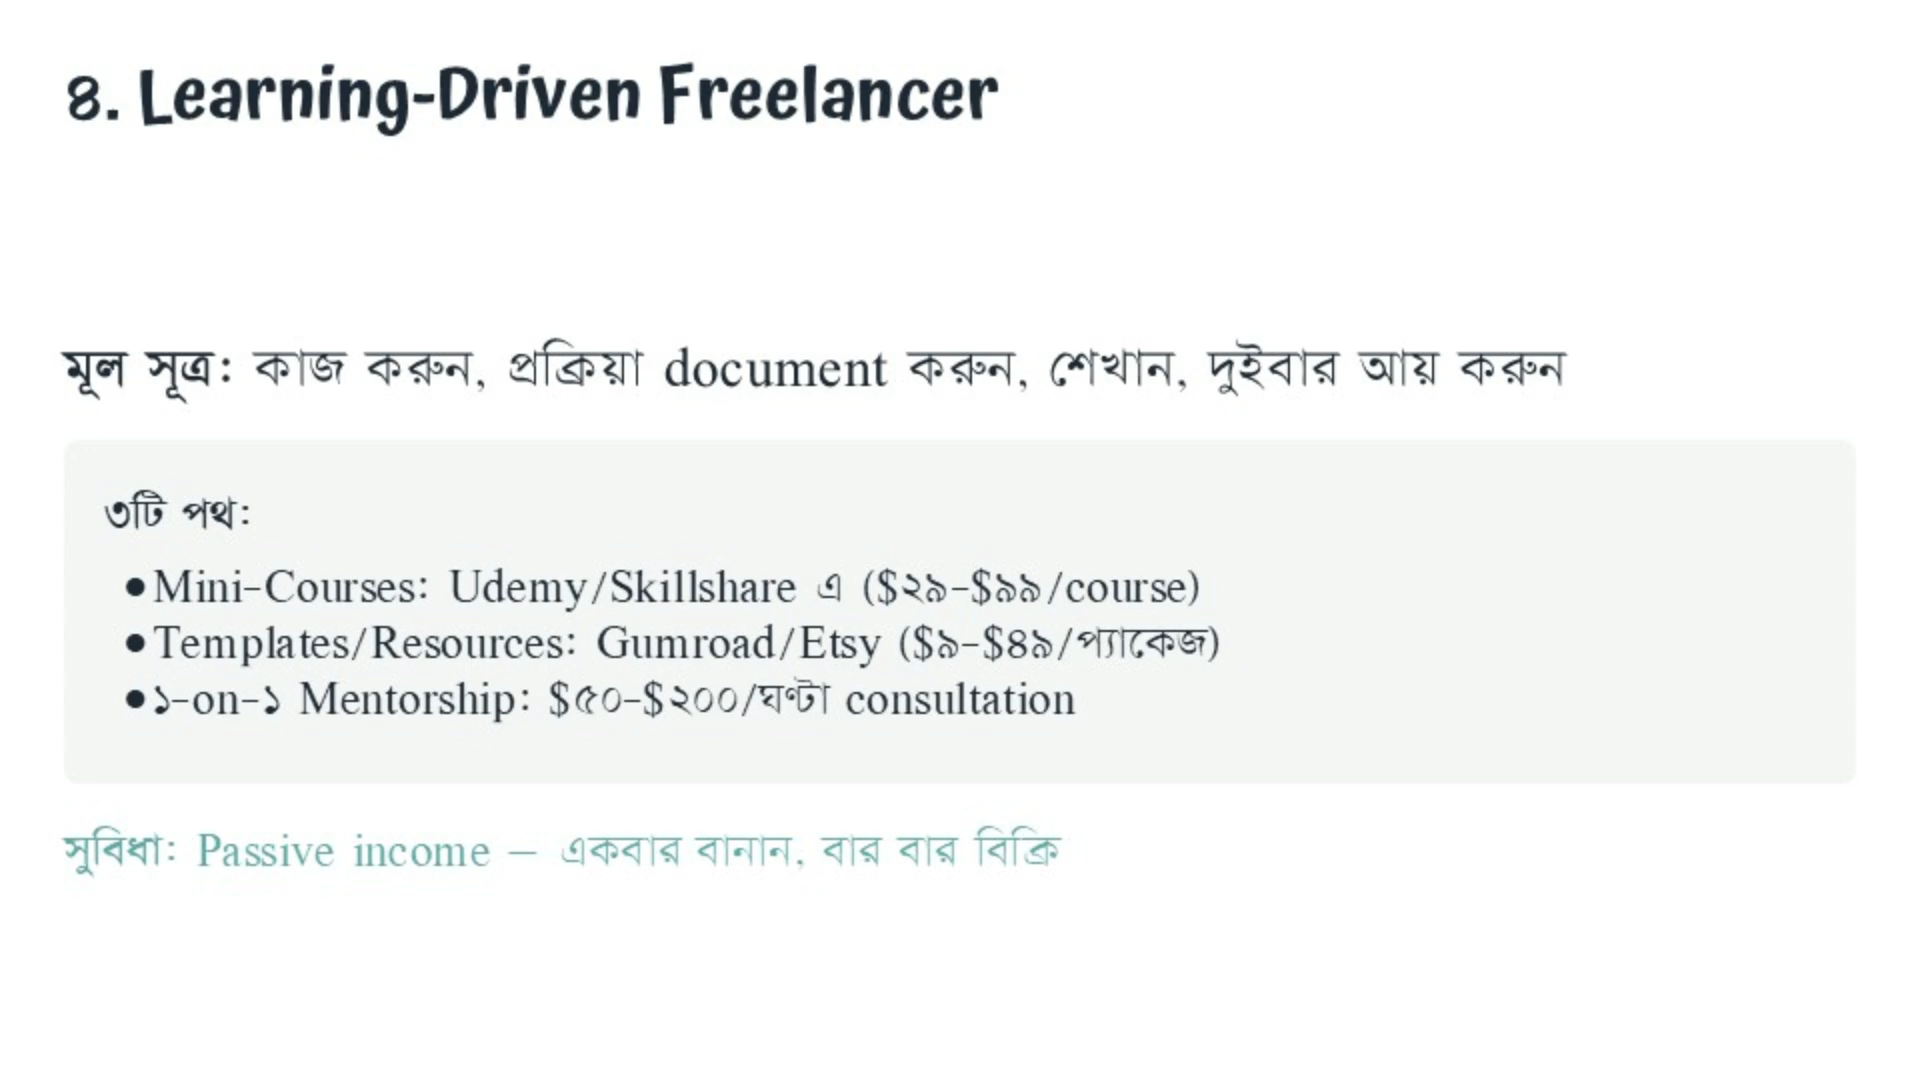 ৪. Learning-Driven Freelancer
মূল সূত্র: কাজ করুন, প্রক্রিয়া document করুন, শেখান, দুইবার আয় করুন
৩টি পথ:
●Mini-Courses: Udemy/Skillshare এ ($২৯-$৯৯/course)
●Templates/Resources: Gumroad/Etsy ($৯-$৪৯/প্যাকেজ)
●১-on-১ Mentorship: $৫০-$২০০/ঘণ্টা consultation
সুবিধা: Passive income — একবার বানান, বার বার বিক্রি